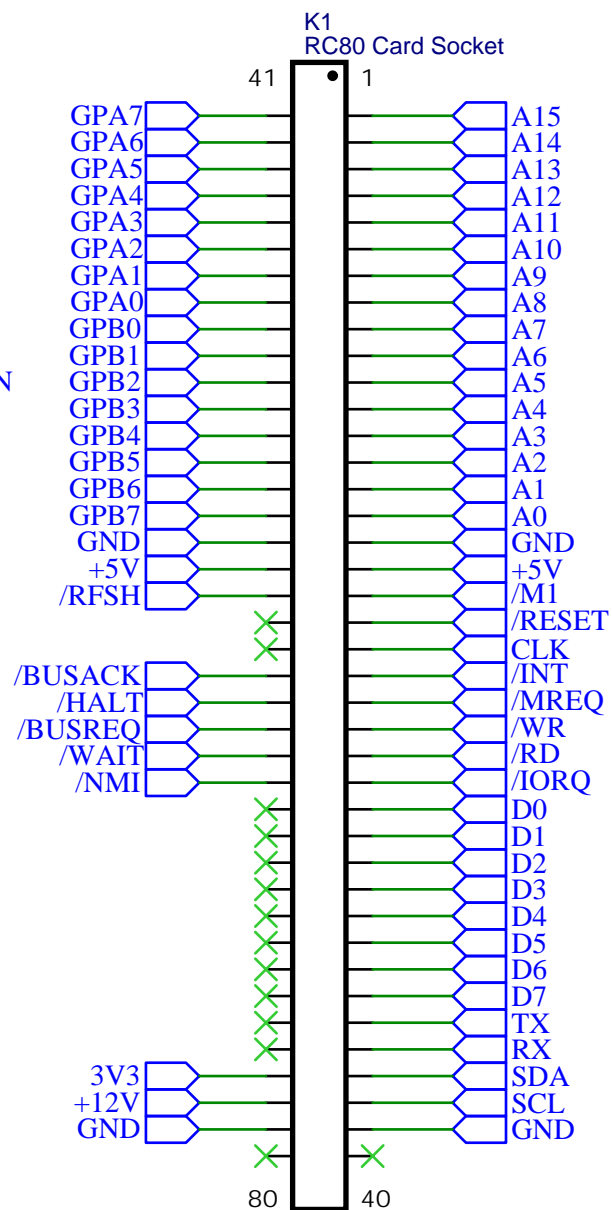 K1
RC80 Card Socket
41 1
GPA7 A15
GPA6 A14
GPA5 A13
GPA4 A12
GPA3 A11
GPA2 A10
GPA1 A9
GPA0 A8
GPB0 A7
GPB1 A6
N GPB2 A5
GPB3 A4
GPB4 A3
GPB5 A2
GPB6 A1
GPB7 A0
GND GND
+5V +5V
/RFSH /M1
/RESET
CLK
/BUSACK /INT
/HALT /MREQ
/BUSREQ /WR
/WAIT /RD
/NMI /IORQ
D0
D1
D2
D3
D4
D5
D6
D7
TX
RX
3V3 SDA
+12V SCL
GND GND
80 40